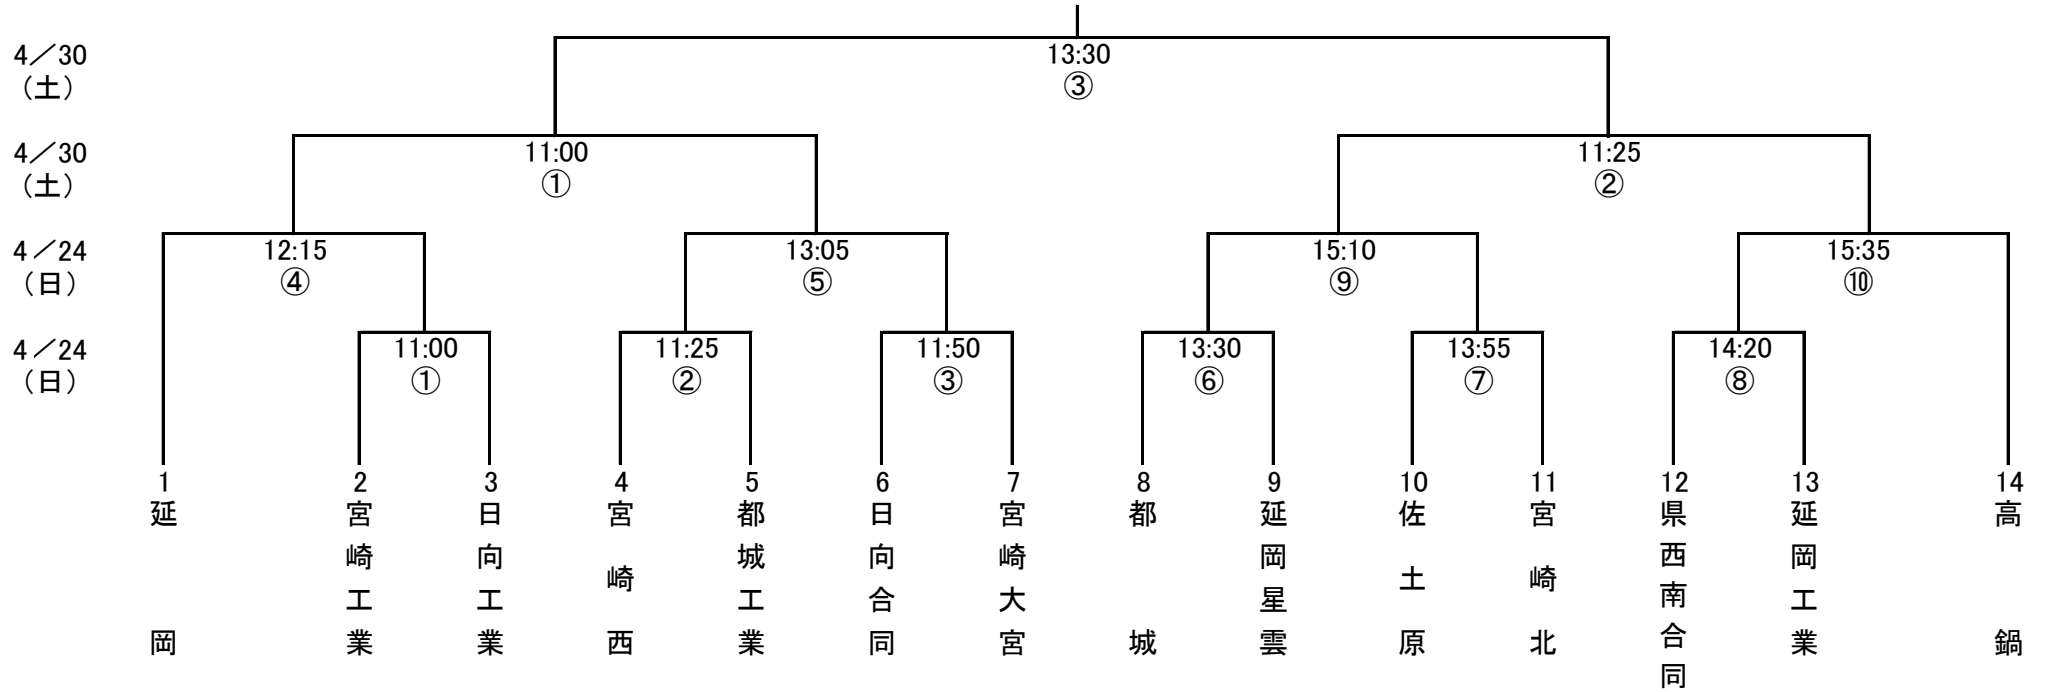 4／30
（土）
13:30
③
4／30
（土）
11:00
①
11:25
②
4／24
（日）
12:15
④
13:05
⑤
15:10
⑨
15:35
⑩
4／24
（日）
11:00
①
11:25
②
11:50
③
13:30
⑥
13:55
⑦
14:20
⑧
1
延岡
2
宮崎工業
3
日向工業
4
宮崎西
5
都城工業
6
日向合同
7
宮崎大宮
8
都城
9
延岡星雲
10
佐土原
11
宮崎北
12
県西南合同
13
延岡工業
14
高鍋